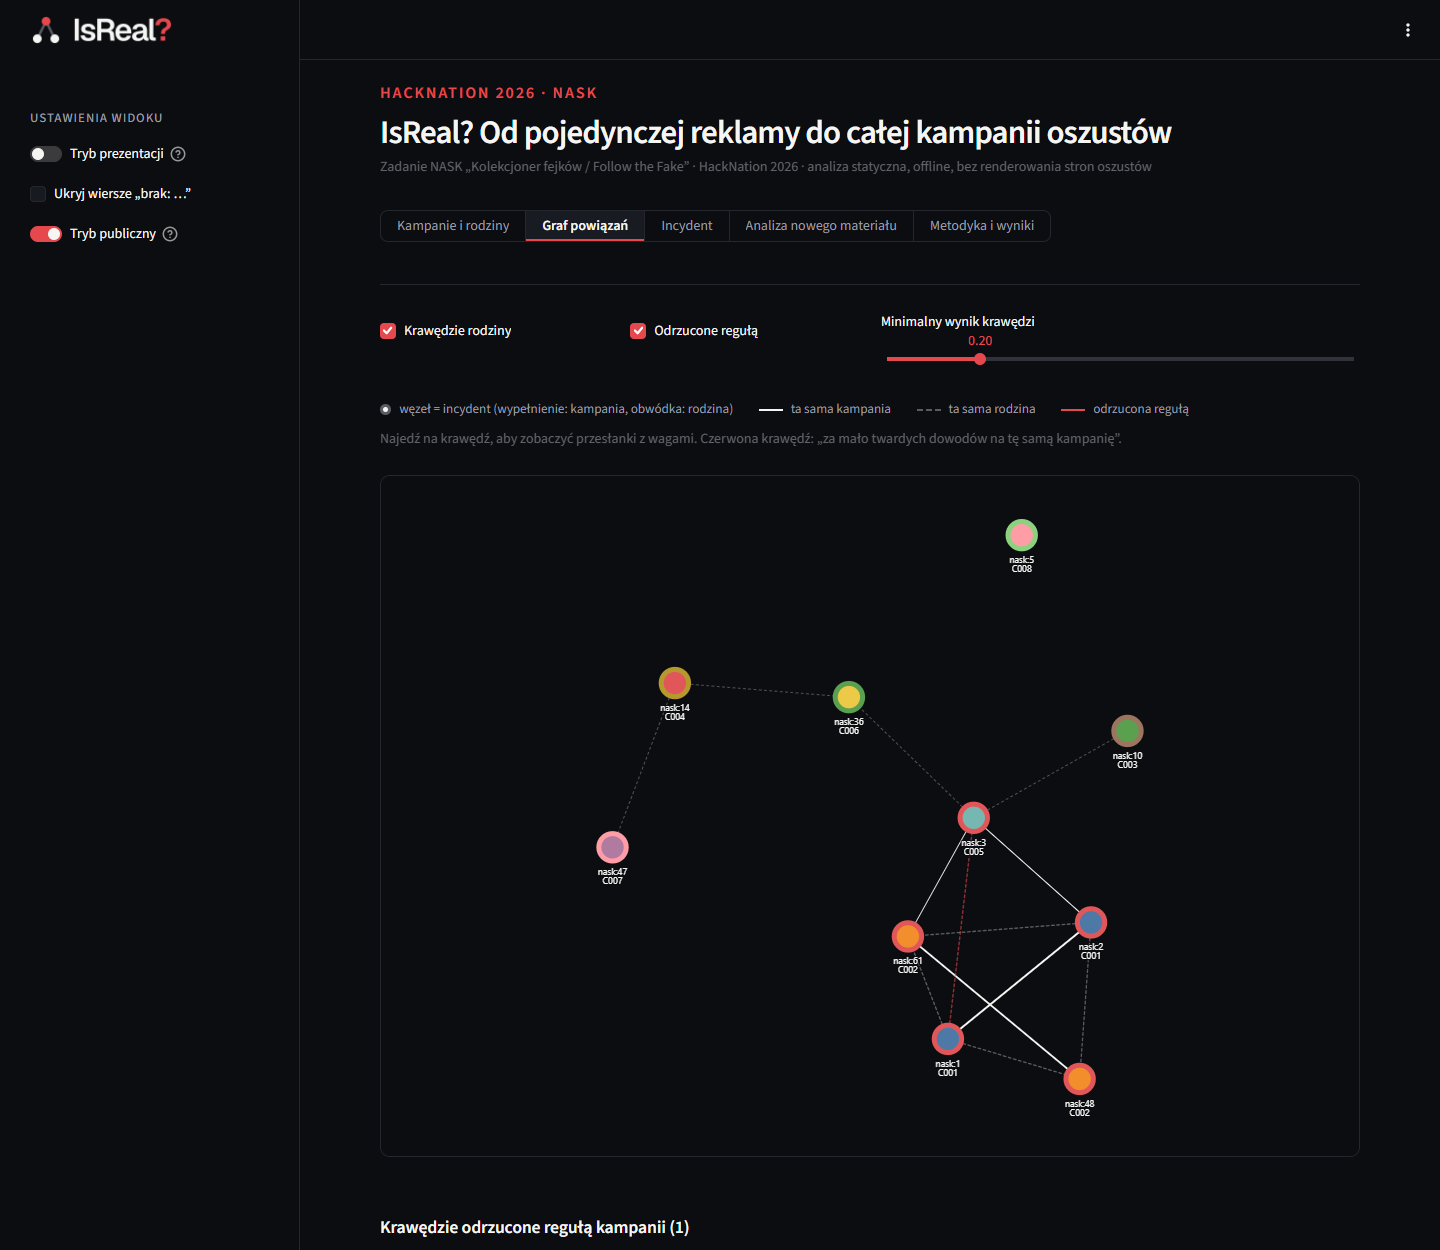 IsReal?
USTAWIENIA WIDOKU
Tryb prezentacji
Ukryj wiersze „brak: …”
Tryb publiczny
HACKNATION 2026 · NASK
IsReal? Od pojedynczej reklamy do całej kampanii oszustów
Zadanie NASK „Kolekcjoner fejków / Follow the Fake” · HackNation 2026 · analiza statyczna, offline, bez renderowania stron oszustów
Kampanie i rodziny
Graf powiązań
Incydent
Analiza nowego materiału
Metodyka i wyniki
Krawędzie rodziny
Odrzucone regułą
Minimalny wynik krawędzi
0.20
węzeł = incydent (wypełnienie: kampania, obwódka: rodzina)
ta sama kampania
ta sama rodzina
odrzucona regułą
Najedź na krawędź, aby zobaczyć przesłanki z wagami. Czerwona krawędź: „za mało twardych dowodów na tę samą kampanię”.
nask:5
C008
nask:14
C004
nask:36
C006
nask:10
C003
nask:3
C005
nask:47
C007
nask:61
C002
nask:2
C001
nask:1
C001
nask:48
C002
Krawędzie odrzucone regułą kampanii (1)